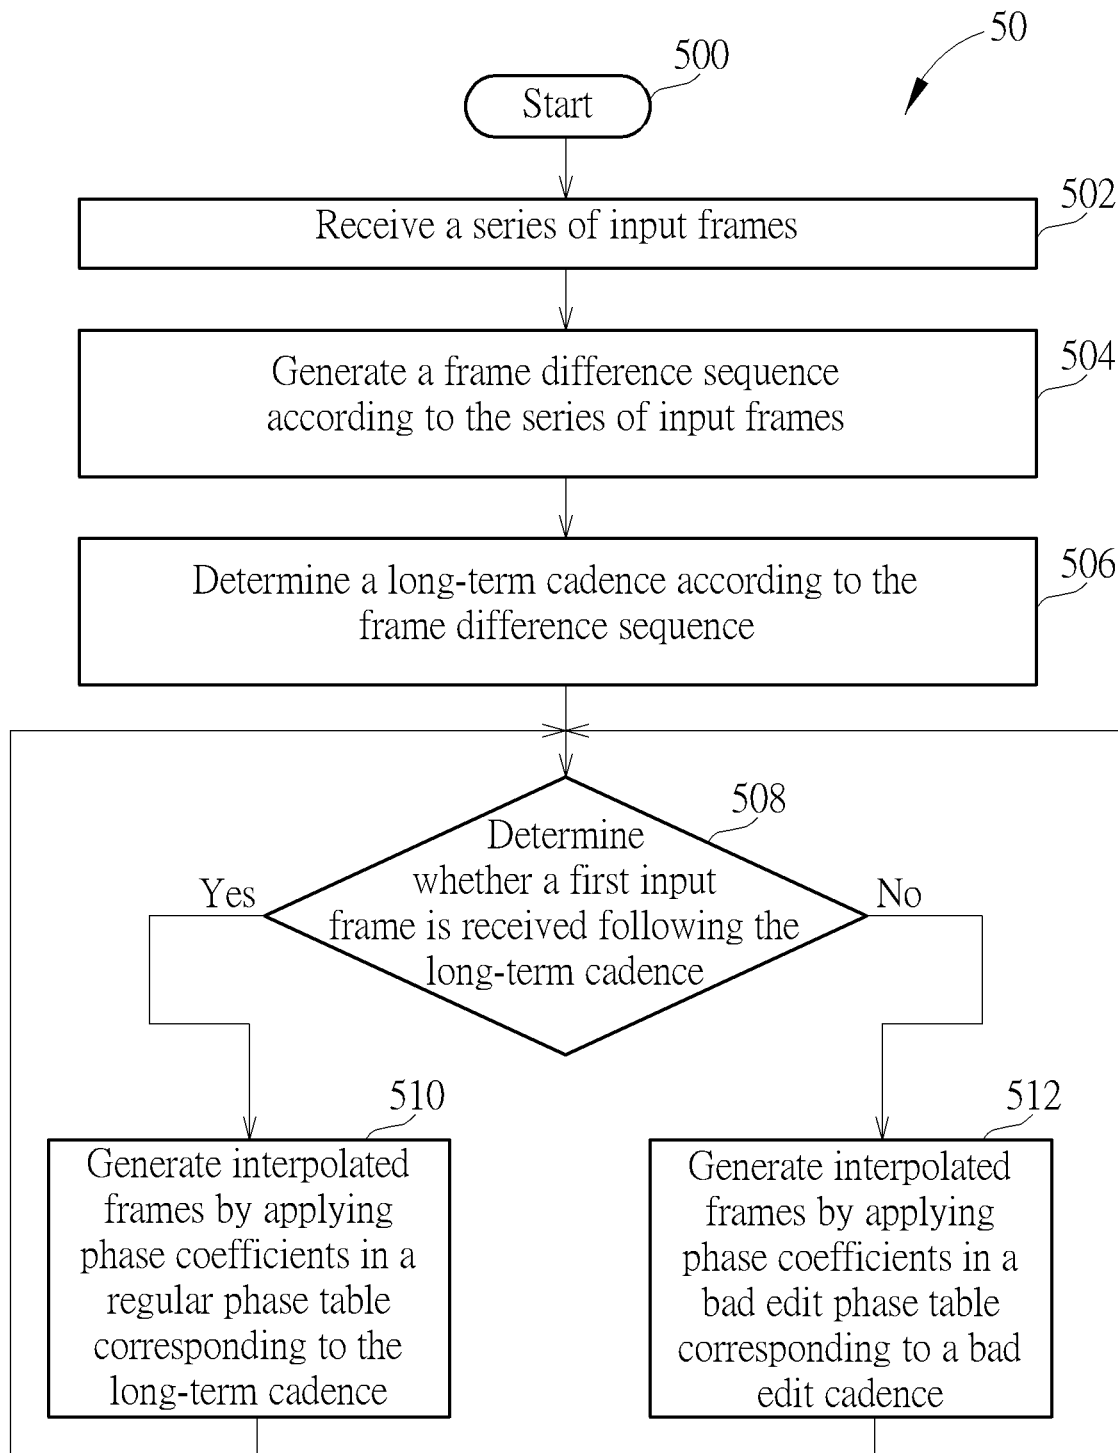 50
500
Start
502
Receive a series of input frames
504
Generate a frame difference sequence
according to the series of input frames
506
Determine a long-term cadence according to the
frame difference sequence
508
Determine
whether a first input
frame is received following the
long-term cadence
Yes
No
510
Generate interpolated
frames by applying
phase coefficients in a
regular phase table
corresponding to the
long-term cadence
512
Generate interpolated
frames by applying
phase coefficients in a
bad edit phase table
corresponding to a bad
edit cadence